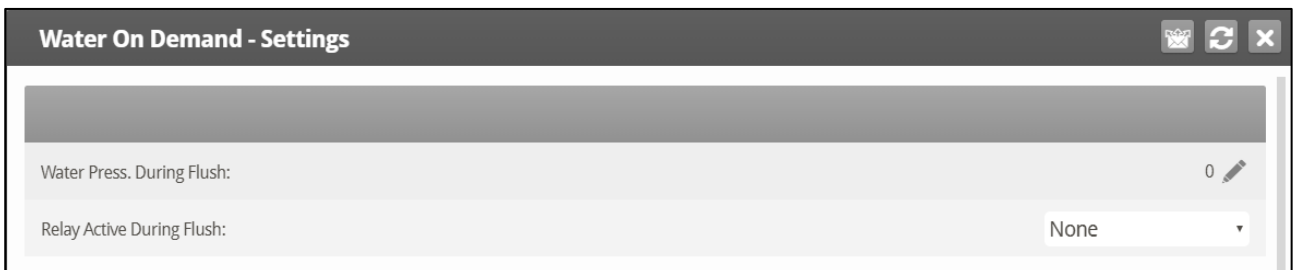 Water On Demand - Settings
Water Press. During Flush: 0
Relay Active During Flush: None